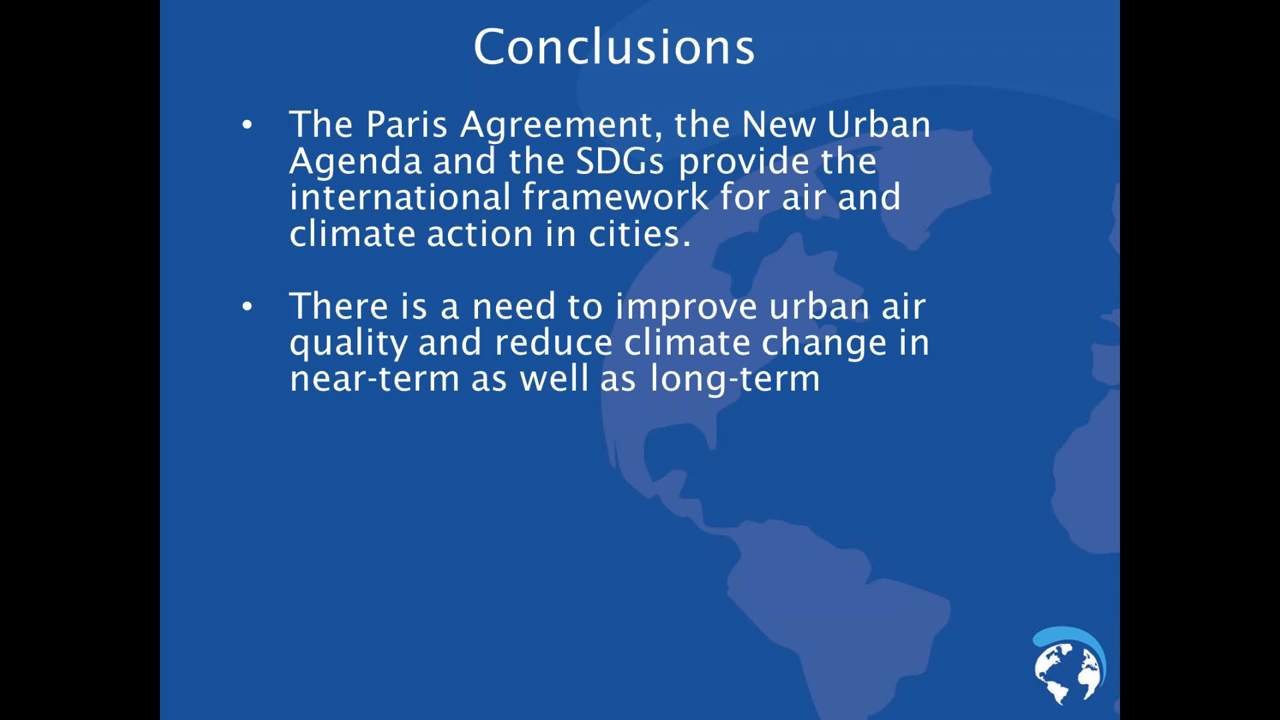 Conclusions
• The Paris Agreement, the New Urban
Agenda and the SDGs provide the
international framework for air and
climate action in cities.
• There is a need to improve urban air
quality and reduce climate change in
near-term as well as long-term